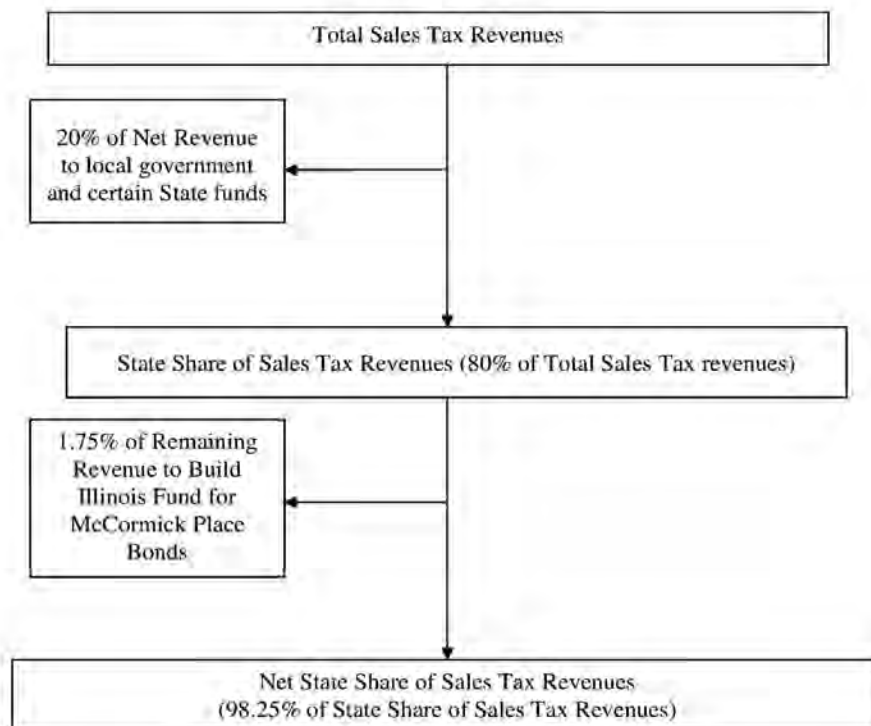 Total Sales Tax Revenues
20% of Net Revenue
to local government
and certain State funds
State Share of Sales Tax Revenues (80% of Total Sales Tax revenues)
1.75% of Remaining
Revenue to Build
Illinois Fund for
McCormick Place
Bonds
Net State Share of Sales Tax Revenues
(98.25% of State Share of Sales Tax Revenues)